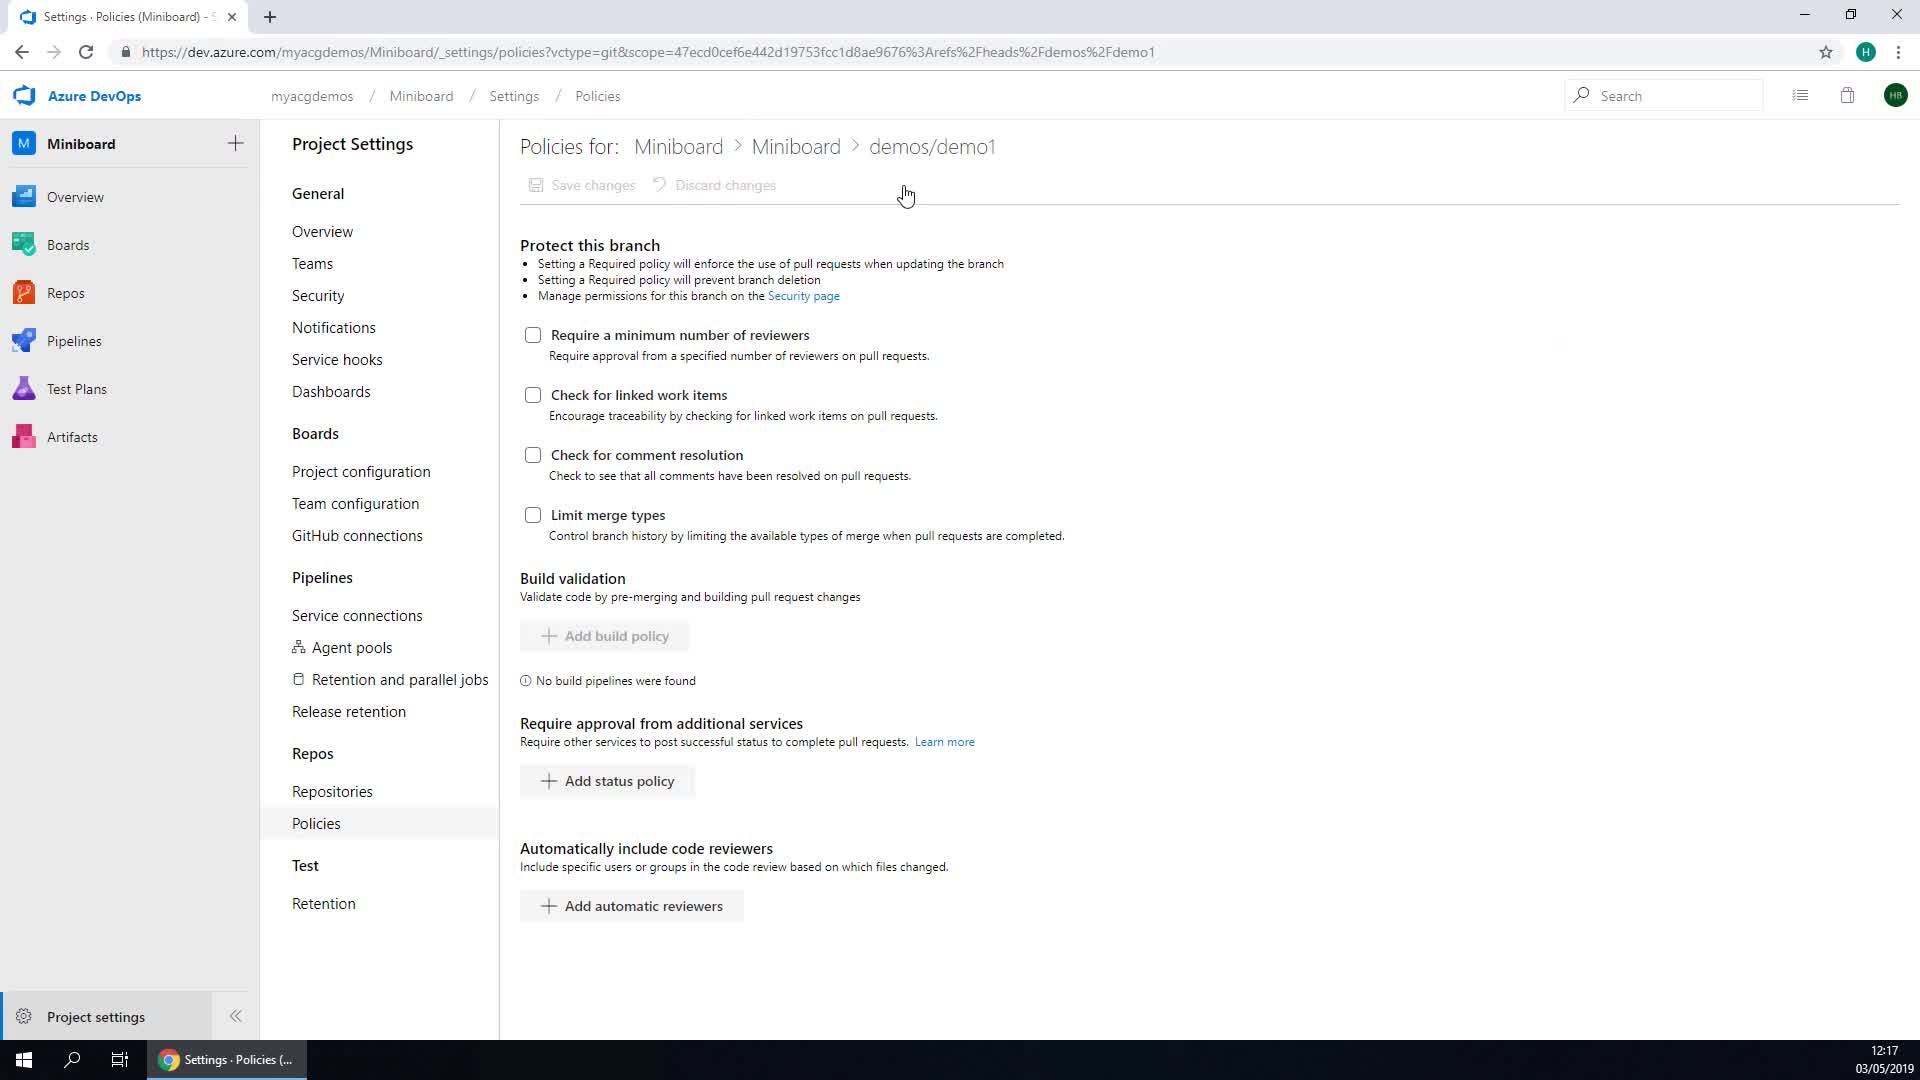 Settings · Policies (Miniboard) - S
https://dev.azure.com/myacgdemos/Miniboard/_settings/policies?vctype=git&scope=47ecd0cef6e442d19753fcc1d8ae9676%3Arefs%2Fheads%2Fdemos%2Fdemo1
H
Azure DevOps
myacgdemos / Miniboard / Settings / Policies
Search
HB
M Miniboard
Overview
Boards
Repos
Pipelines
Test Plans
Artifacts
Project settings
Project Settings
General
Overview
Teams
Security
Notifications
Service hooks
Dashboards
Boards
Project configuration
Team configuration
GitHub connections
Pipelines
Service connections
Agent pools
Retention and parallel jobs
Release retention
Repos
Repositories
Policies
Test
Retention
Policies for: Miniboard > Miniboard > demos/demo1
Save changes Discard changes
Protect this branch
• Setting a Required policy will enforce the use of pull requests when updating the branch
• Setting a Required policy will prevent branch deletion
• Manage permissions for this branch on the Security page
Require a minimum number of reviewers
Require approval from a specified number of reviewers on pull requests.
Check for linked work items
Encourage traceability by checking for linked work items on pull requests.
Check for comment resolution
Check to see that all comments have been resolved on pull requests.
Limit merge types
Control branch history by limiting the available types of merge when pull requests are completed.
Build validation
Validate code by pre-merging and building pull request changes
Add build policy
No build pipelines were found
Require approval from additional services
Require other services to post successful status to complete pull requests. Learn more
Add status policy
Automatically include code reviewers
Include specific users or groups in the code review based on which files changed.
Add automatic reviewers
Settings · Policies (...
12:17
03/05/2019